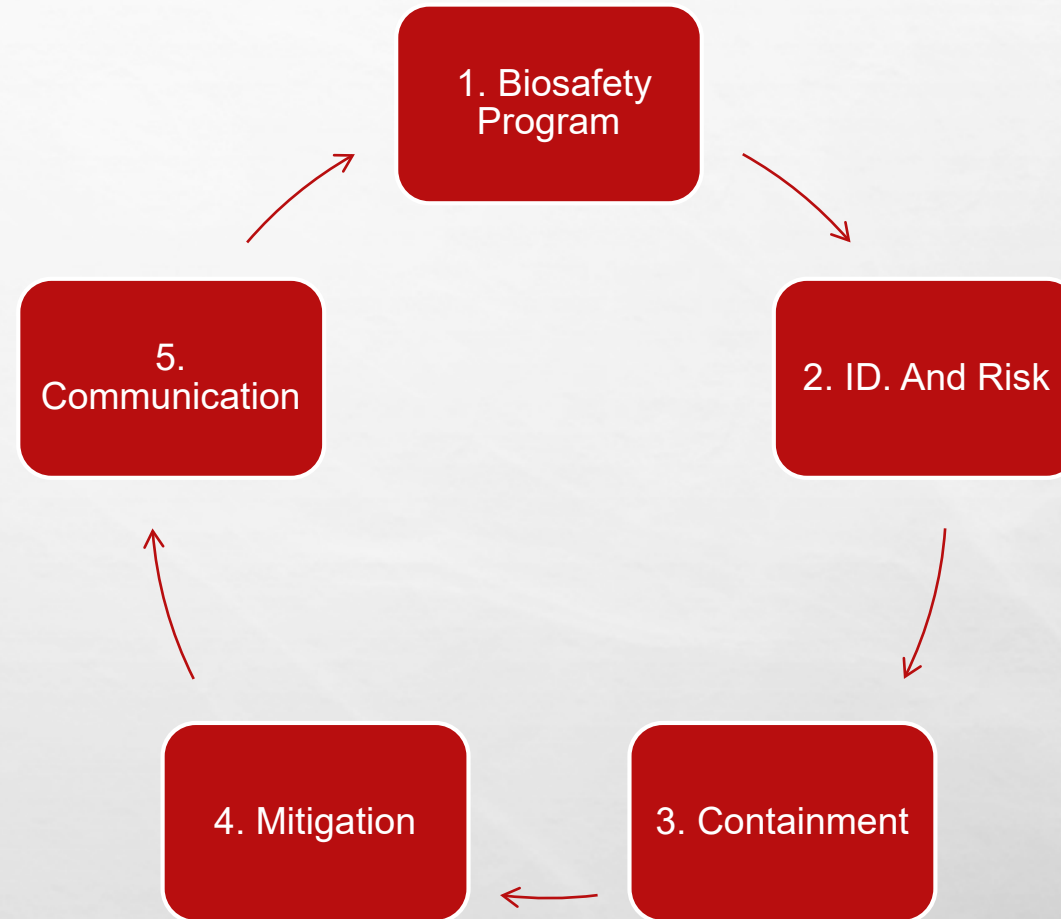 1. Biosafety
Program
2. ID. And Risk
3. Containment
4. Mitigation
5.
Communication